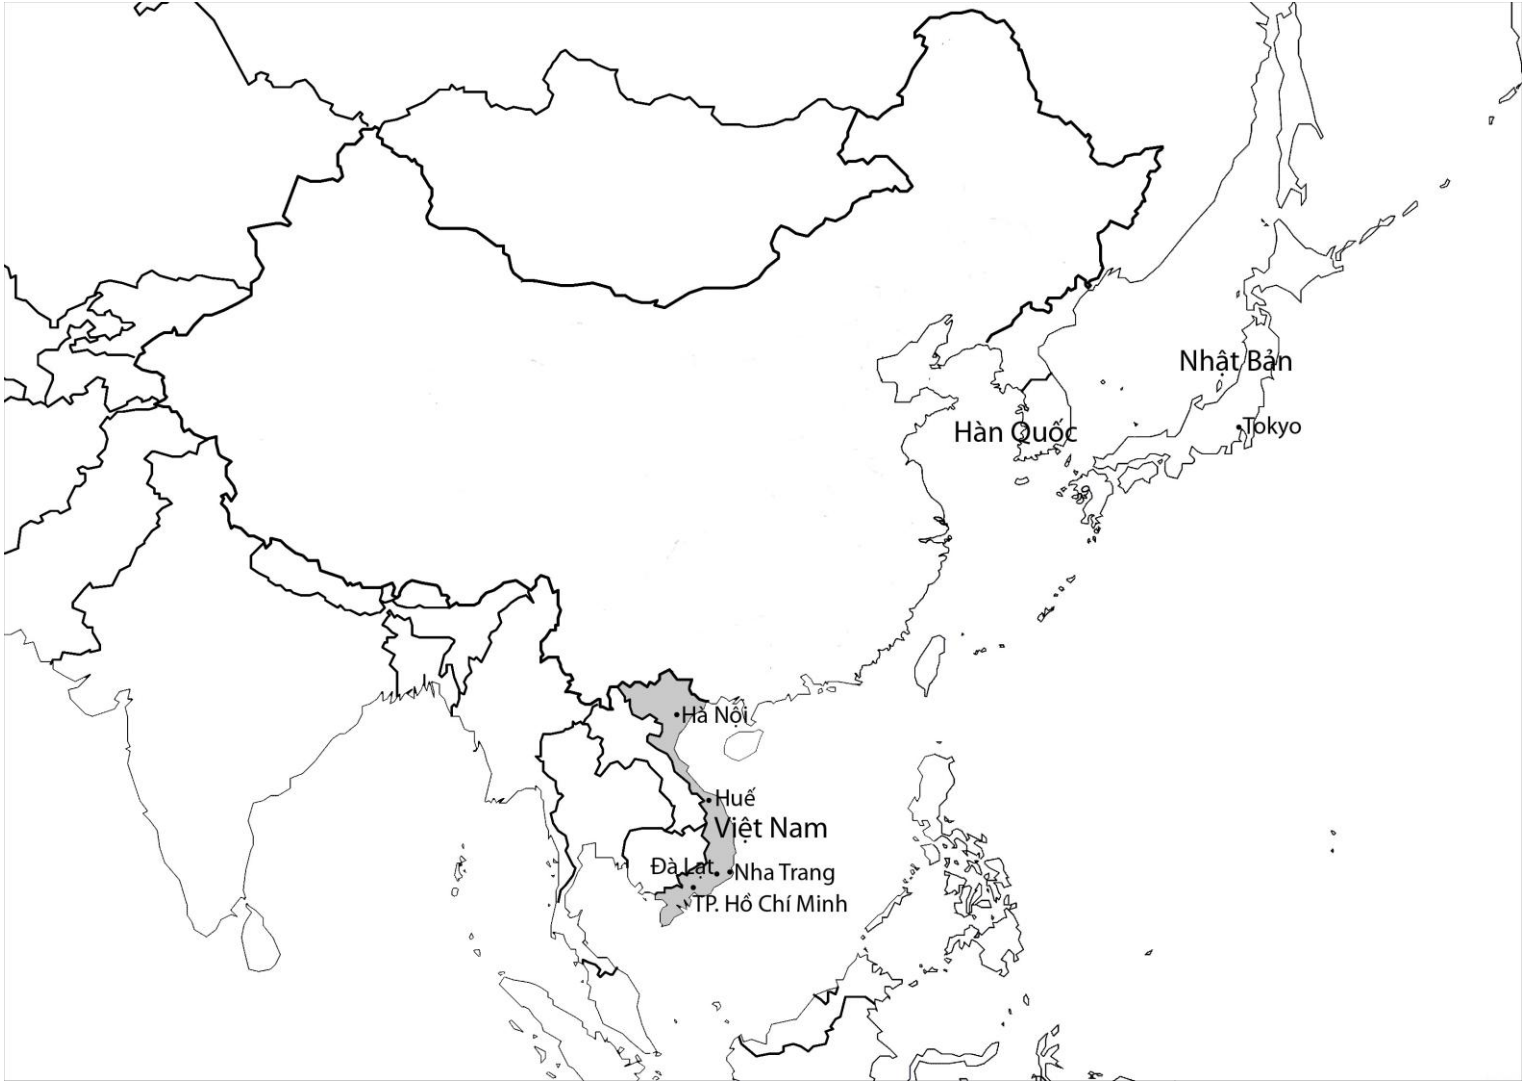 Nhật Bản
Tokyo
Hàn Quốc
Hà Nội
Huế
Việt Nam
Đà Lạt
Nha Trang
TP. Hồ Chí Minh